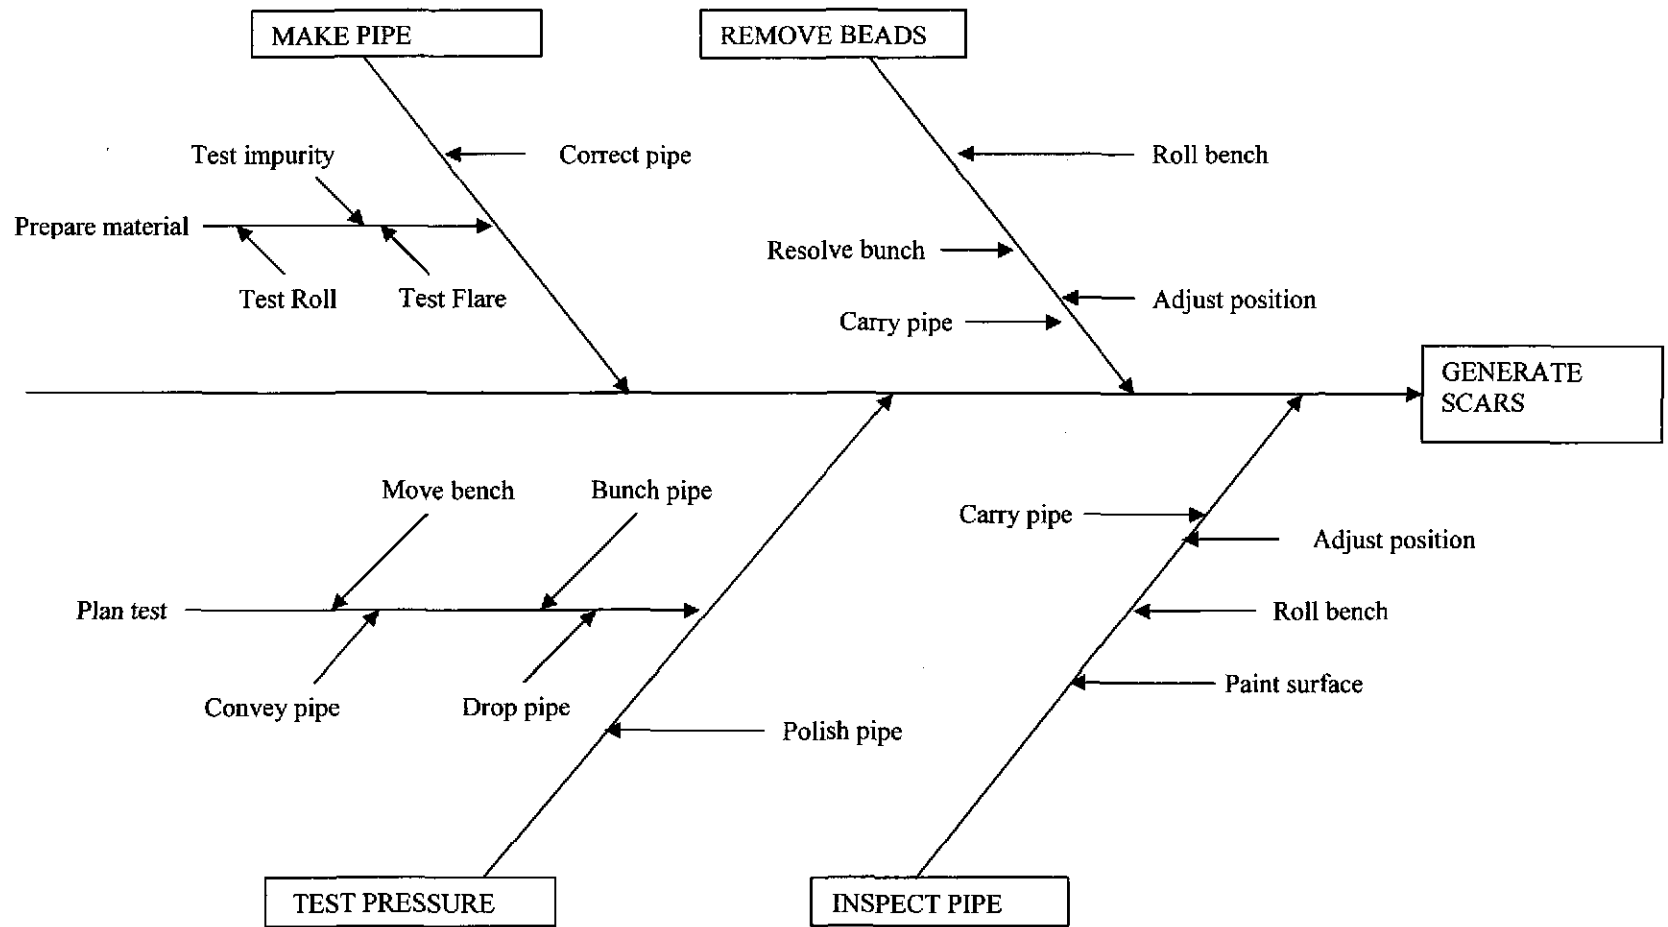 MAKE PIPE
REMOVE BEADS
Test impurity
Correct pipe
Roll bench
Prepare material
Resolve bunch
Test Roll
Test Flare
Adjust position
Carry pipe
GENERATE
SCARS
Move bench
Bunch pipe
Carry pipe
Adjust position
Plan test
Roll bench
Paint surface
Convey pipe
Drop pipe
Polish pipe
TEST PRESSURE
INSPECT PIPE